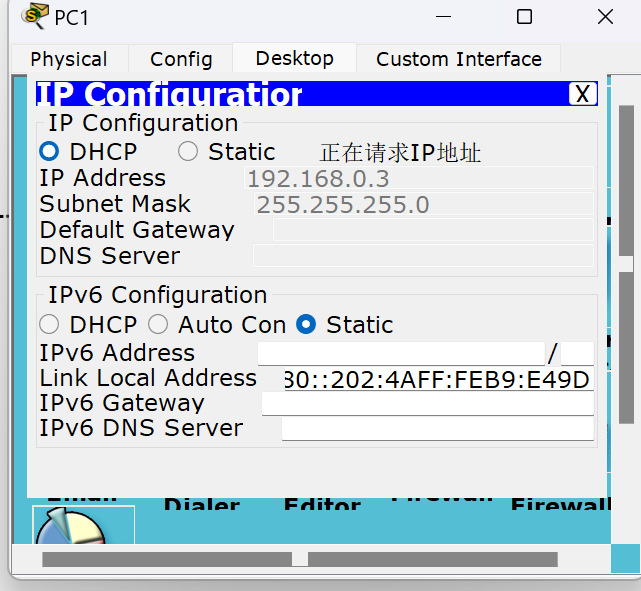 PC1
Physical Config Desktop Custom Interface
IP Configuration X
IP Configuration
DHCP Static 正在请求IP地址
IP Address 192.168.0.3
Subnet Mask 255.255.255.0
Default Gateway
DNS Server
IPv6 Configuration
DHCP Auto Con Static
IPv6 Address /
Link Local Address 80::202:4AFF:FEB9:E49D
IPv6 Gateway
IPv6 DNS Server
Email Dialer Editor Firewall Firewall